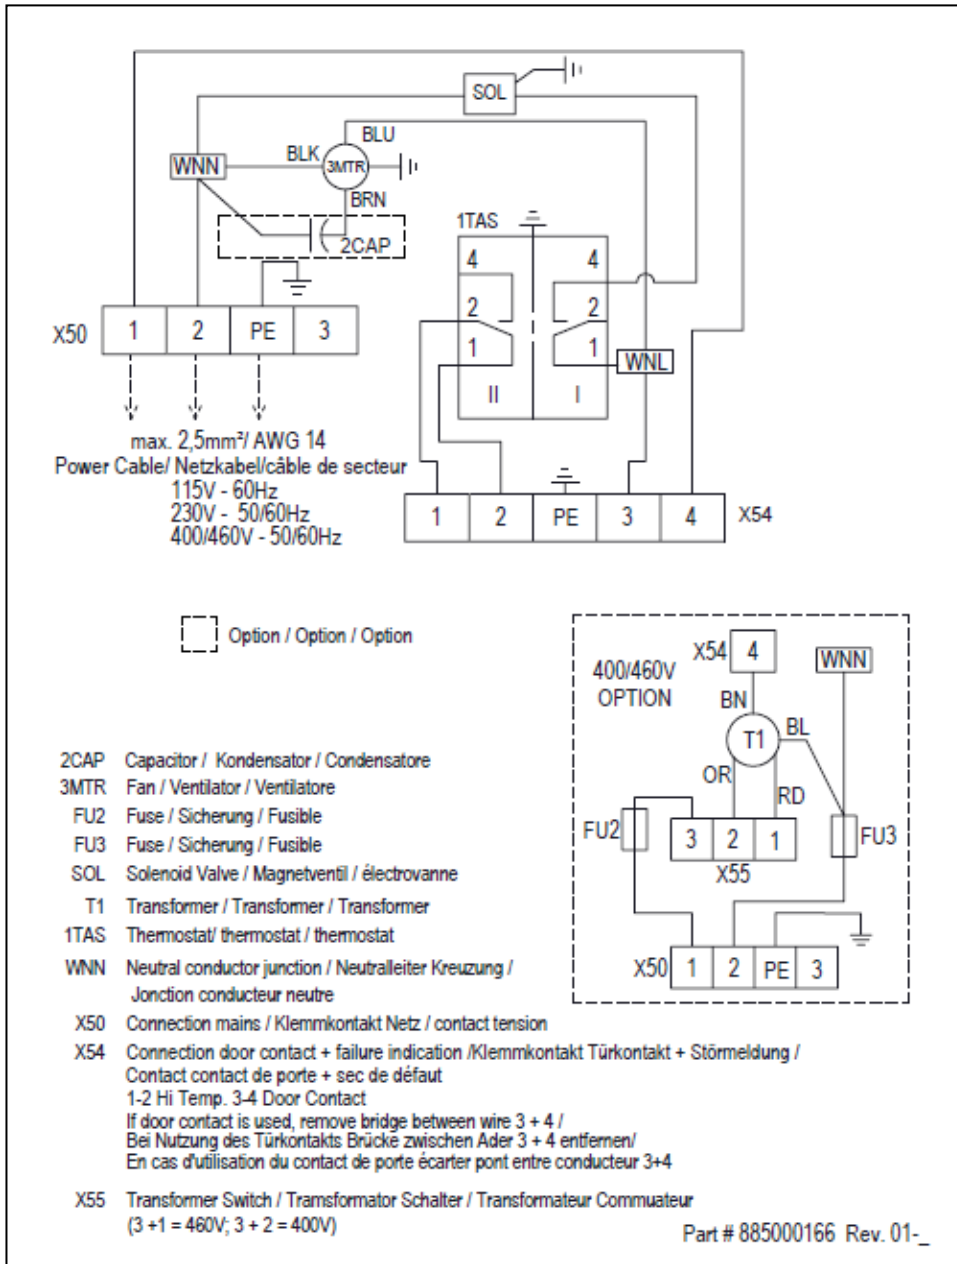 SOL
BLU
BLK
WNN
3MTR
BRN
2CAP
1TAS
4 4
2 2
1 1
WNL
II I
X50 1 2 PE 3
max. 2,5mm²/ AWG 14
Power Cable/ Netzkabel/câble de secteur
115V - 60Hz
230V - 50/60Hz
400/460V - 50/60Hz
1 2 PE 3 4 X54
Option / Option / Option
400/460V
OPTION
X54 4
WNN
BN
T1
BL
OR
RD
FU2
3 2 1
X55
FU3
X50 1 2 PE 3
2CAP Capacitor / Kondensator / Condensatore
3MTR Fan / Ventilator / Ventilatore
FU2 Fuse / Sicherung / Fusible
FU3 Fuse / Sicherung / Fusible
SOL Solenoid Valve / Magnetventil / électrovanne
T1 Transformer / Transformer / Transformer
1TAS Thermostat/ thermostat / thermostat
WNN Neutral conductor junction / Neutralleiter Kreuzung /
Jonction conducteur neutre
X50 Connection mains / Klemmkontakt Netz / contact tension
X54 Connection door contact + failure indication /Klemmkontakt Türkontakt + Störmeldung /
Contact contact de porte + sec de défaut
1-2 Hi Temp. 3-4 Door Contact
If door contact is used, remove bridge between wire 3 + 4 /
Bei Nutzung des Türkontakts Brücke zwischen Ader 3 + 4 entfernen/
En cas d'utilisation du contact de porte écarter pont entre conducteur 3+4
X55 Transformer Switch / Tramsformator Schalter / Transformateur Commuateur
(3 +1 = 460V; 3 + 2 = 400V)
Part # 885000166 Rev. 01-_